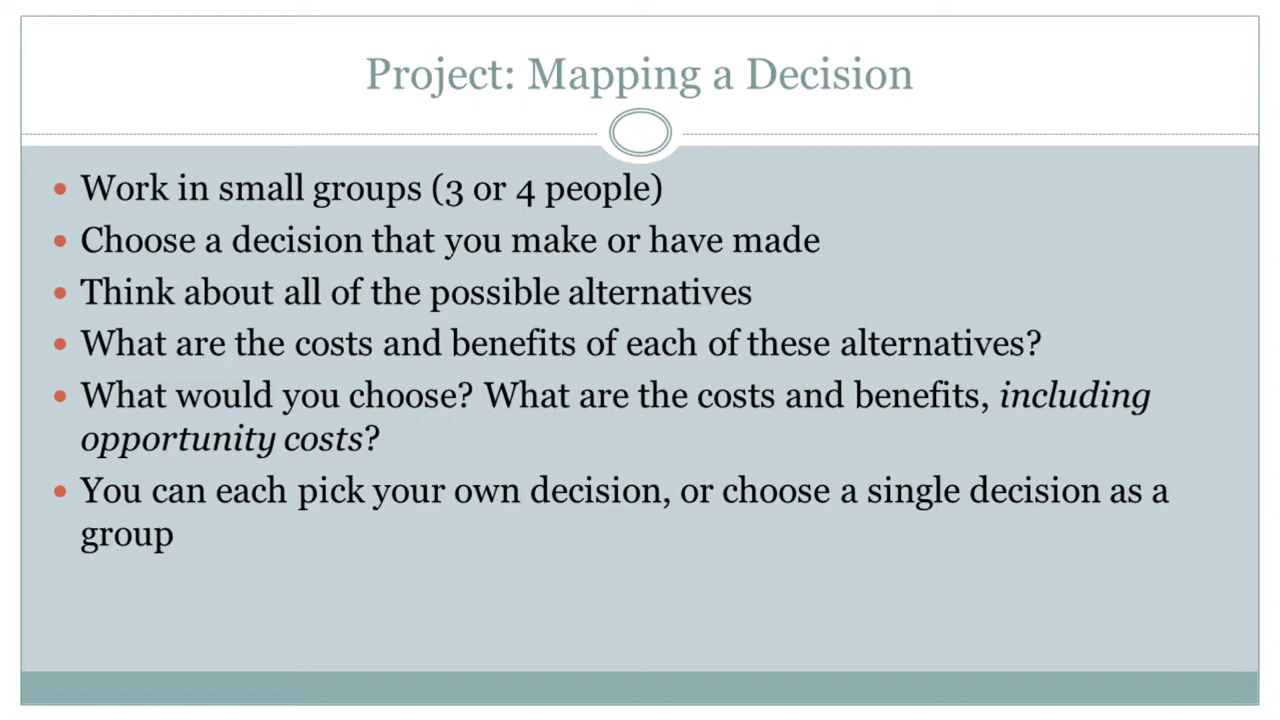 Project: Mapping a Decision
• Work in small groups (3 or 4 people)
• Choose a decision that you make or have made
• Think about all of the possible alternatives
• What are the costs and benefits of each of these alternatives?
• What would you choose? What are the costs and benefits, including
opportunity costs?
• You can each pick your own decision, or choose a single decision as a
group